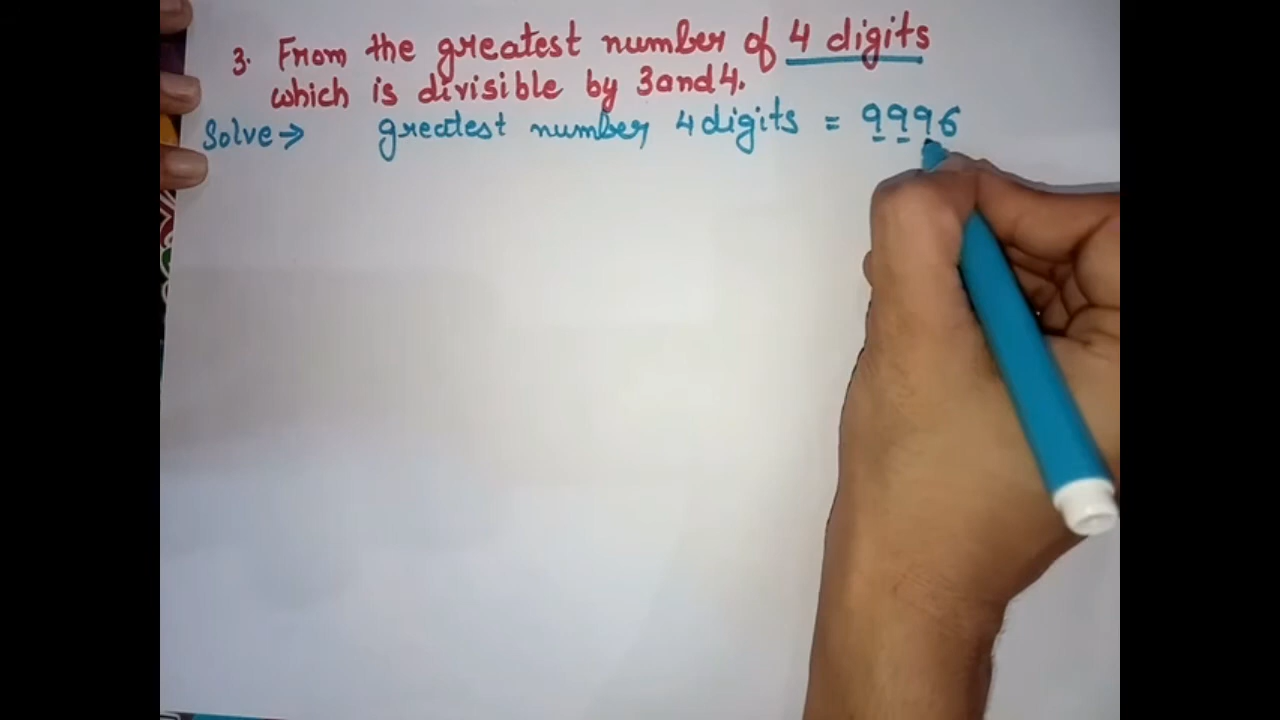 3. From the greatest number of 4 digits
which is divisible by 3 and 4.
Solve → greatest number 4 digits = 9996